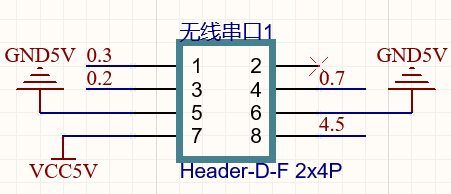 无线串口1
GND5V 0.3 1 2 GND5V
0.2 3 4 0.7
5 6
7 8 4.5
VCC5V Header-D-F 2x4P